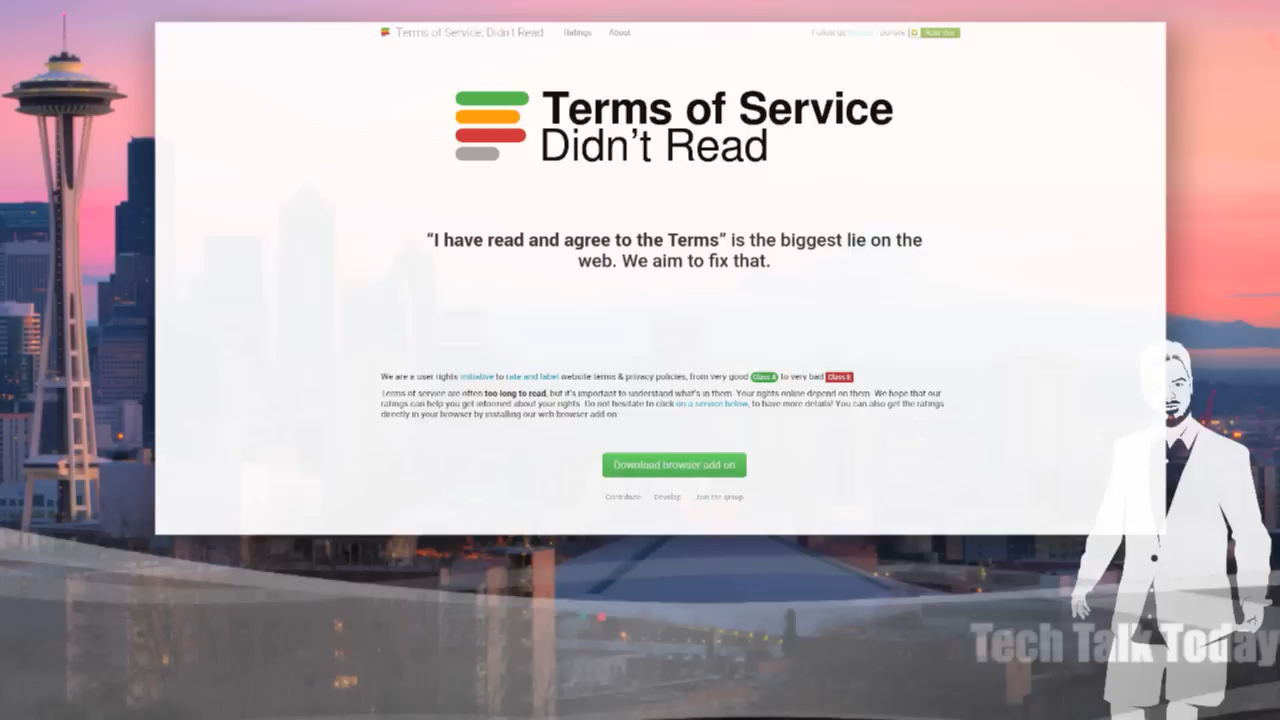 Terms of Service; Didn't Read Ratings About Follow us: Donate
Terms of Service
Didn't Read
“I have read and agree to the Terms” is the biggest lie on the
web. We aim to fix that.
We are a user rights initiative to rate and label website terms & privacy policies, from very good Class A to very bad Class E
Terms of service are often too long to read, but it's important to understand what's in them. Your rights online depend on them. We hope that our
ratings can help you get informed about your rights. Do not hesitate to click on a service below, to have more details! You can also get the ratings
directly in your browser by installing our web browser add-on
Download browser add-on
Contribute Develop Join the group
Tech Talk Today